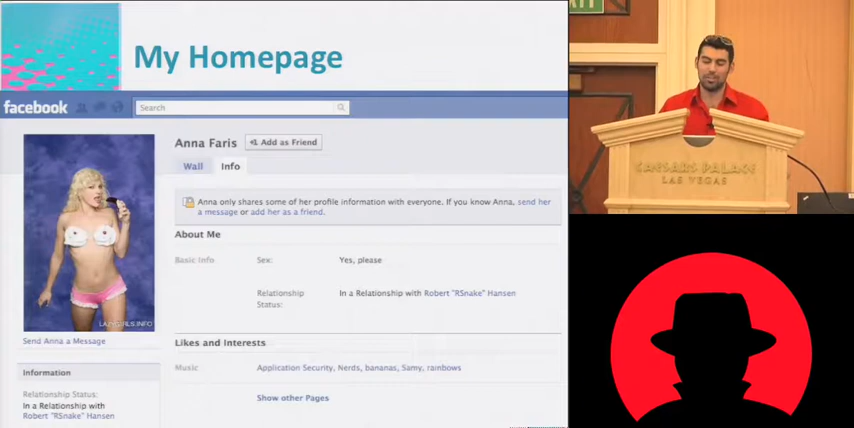 My Homepage
facebook
Search
Anna Faris
+1 Add as Friend
Wall
Info
Anna only shares some of her profile information with everyone. If you know Anna, send her
a message or add her as a friend.
About Me
Basic Info
Sex:
Yes, please
Relationship
Status:
In a Relationship with Robert "RSnake" Hansen
Likes and Interests
Music
Application Security, Nerds, bananas, Samy, rainbows
Show other Pages
LAZYGIRLS.INFO
Send Anna a Message
Information
Relationship Status:
In a Relationship with
Robert "RSnake" Hansen
CAESARS PALACE
LAS VEGAS